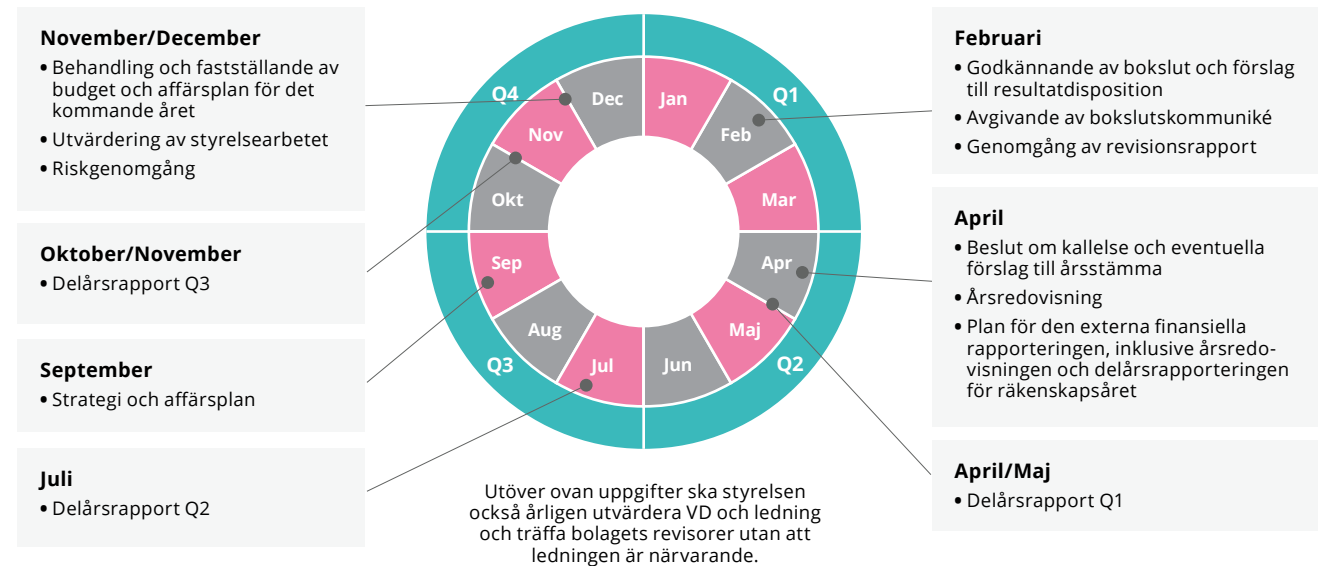 November/December
• Behandling och fastställande av
budget och affärsplan för det
kommande året
• Utvärdering av styrelsearbetet
• Riskgenomgång
Oktober/November
• Delårsrapport Q3
September
• Strategi och affärsplan
Juli
• Delårsrapport Q2
Q4
Q1
Q3
Q2
Jan
Feb
Mar
Apr
Maj
Jun
Jul
Aug
Sep
Okt
Nov
Dec
Utöver ovan uppgifter ska styrelsen
också årligen utvärdera VD och ledning
och träffa bolagets revisorer utan att
ledningen är närvarande.
Februari
• Godkännande av bokslut och förslag
till resultatdisposition
• Avgivande av bokslutskommuniké
• Genomgång av revisionsrapport
April
• Beslut om kallelse och eventuella
förslag till årsstämma
• Årsredovisning
• Plan för den externa finansiella
rapporteringen, inklusive årsredo-
visningen och delårsrapporteringen
för räkenskapsåret
April/Maj
• Delårsrapport Q1